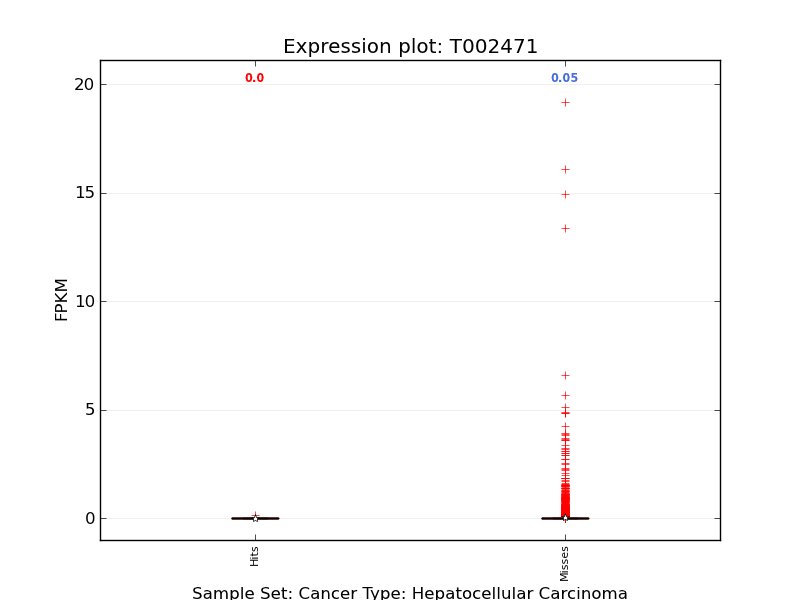 Expression plot: T002471
0.0
0.05
20
15
10
5
0
FPKM
Hits
Misses
Sample Set: Cancer Type: Hepatocellular Carcinoma